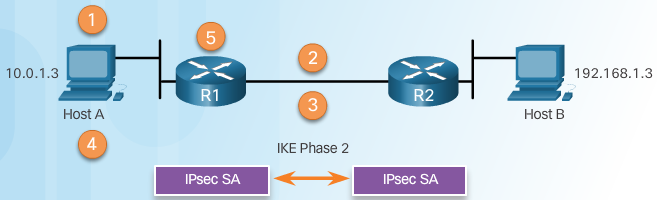 1
5
2
10.0.1.3
192.168.1.3
R1
R2
3
Host A
Host B
4
IKE Phase 2
IPsec SA
IPsec SA